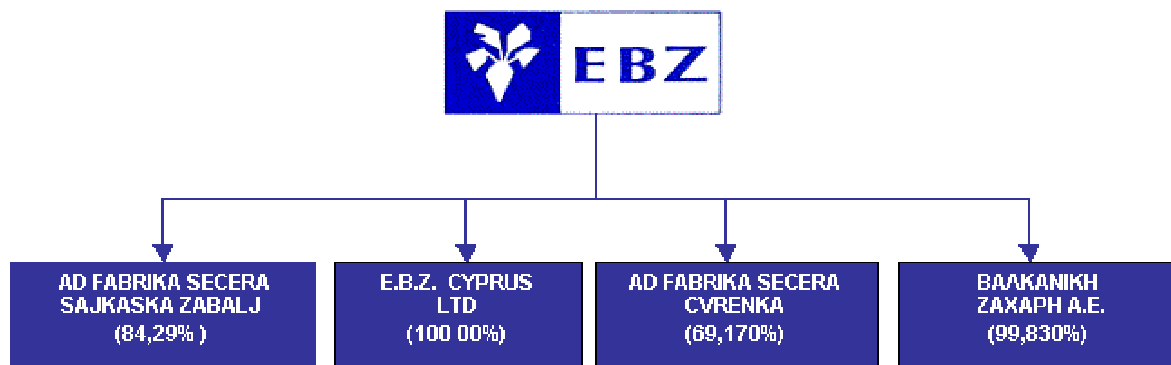 EBZ
AD FABRIKA SECERA
SAJKASKA ZABALJ
(84,29% )
E.B.Z. CYPRUS
LTD
(100 00%)
AD FABRIKA SECERA
CVRENKA
(69,170%)
ΒΑΛΚΑΝΙΚΗ
ΖΑΧΑΡΗ Α.Ε.
(99,830%)